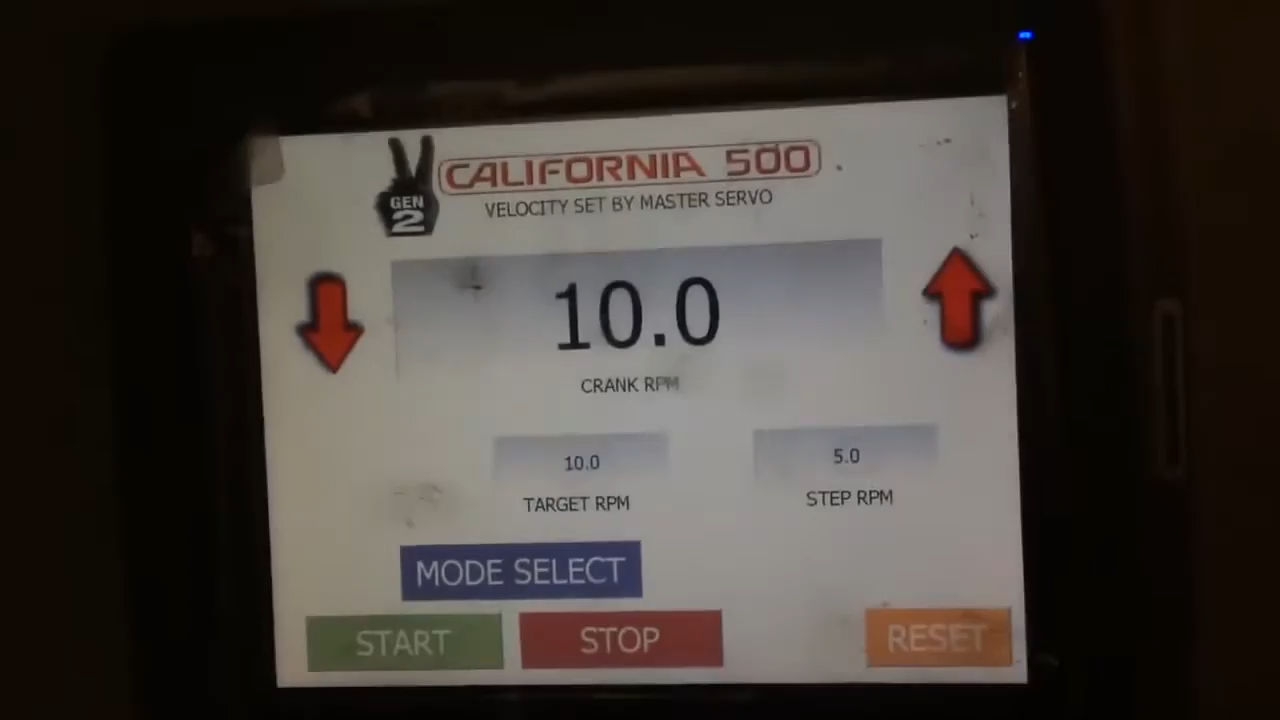 GEN
2
CALIFORNIA 500
VELOCITY SET BY MASTER SERVO
10.0
CRANK RPM
10.0
5.0
TARGET RPM
STEP RPM
MODE SELECT
START
STOP
RESET